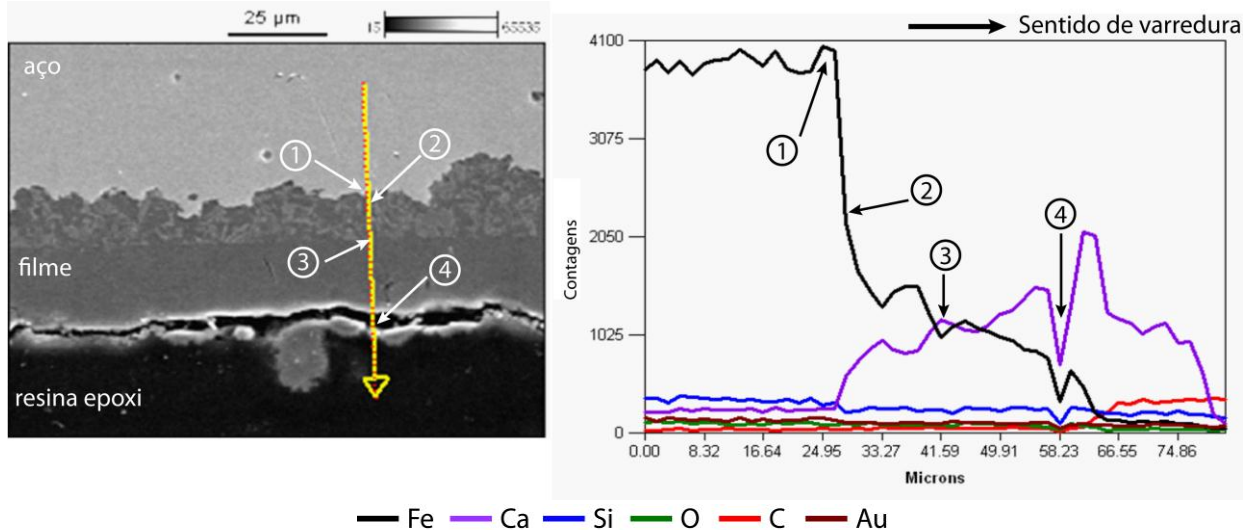 25 µm
15
65535
aço
①
②
③
④
filme
resina epoxi
Sentido de varredura
4100
3075
2050
1025
0
Contagens
①
②
③
④
0.00 8.32 16.64 24.95 33.27 41.59 49.91 58.23 66.55 74.86
Microns
Fe Ca Si O C Au